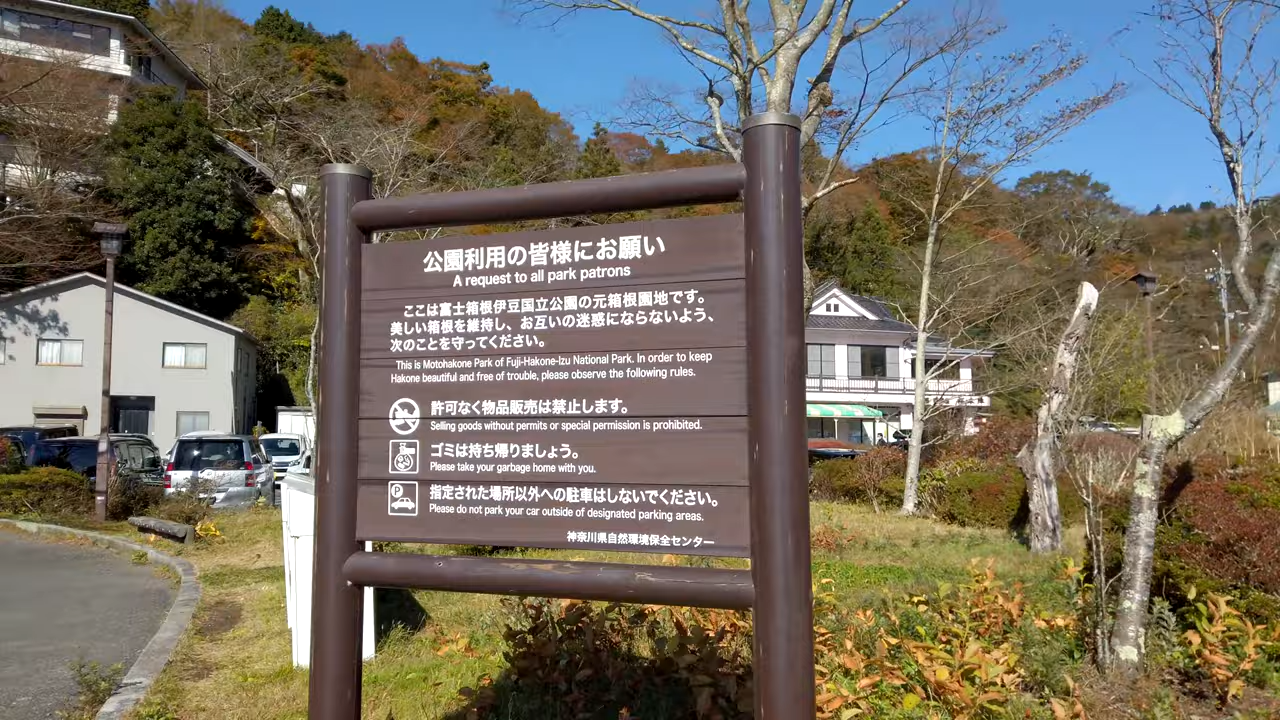 公園利用の皆様にお願い
A request to all park patrons
ここは富士箱根伊豆国立公園の元箱根園地です。
美しい箱根を維持し、お互いの迷惑にならないよう、
次のことを守ってください。
This is Motohakone Park of Fuji-Hakone-Izu National Park. In order to keep
Hakone beautiful and free of trouble, please observe the following rules.
許可なく物品販売は禁止します。
Selling goods without permits or special permission is prohibited.
ゴミは持ち帰りましょう。
Please take your garbage home with you.
P
指定された場所以外への駐車はしないでください。
Please do not park your car outside of designated parking areas.
神奈川県自然環境保全センター